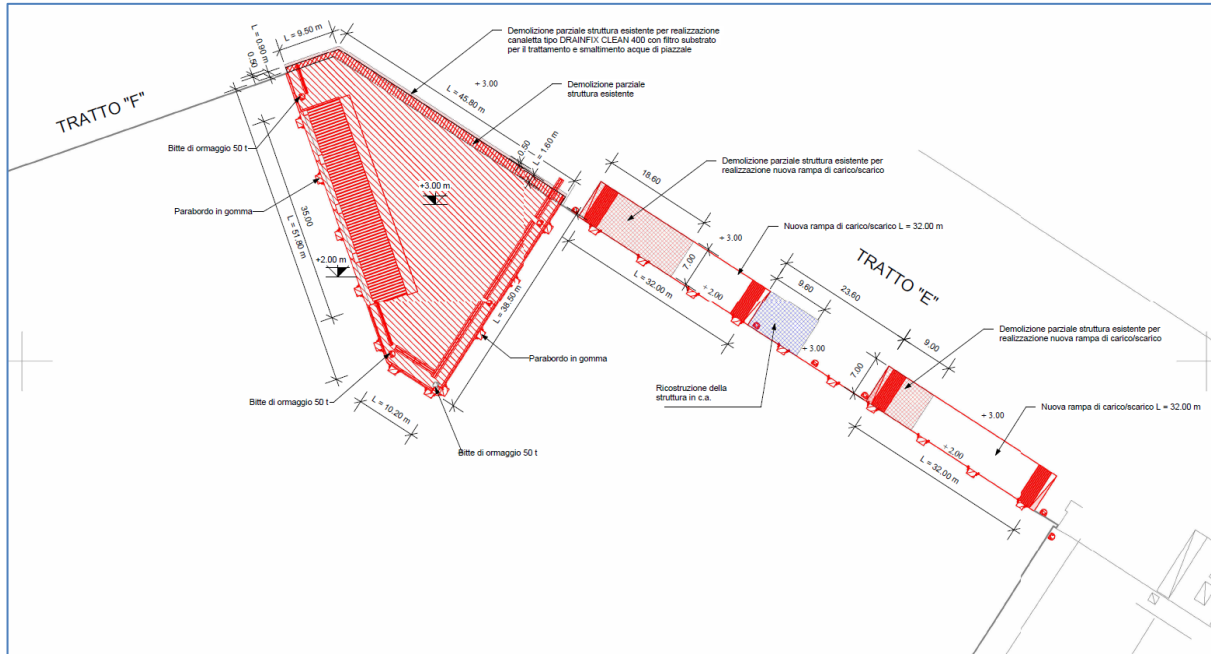 L = 9.50 m
L = 0.90 m
0.50
Demolizione parziale struttura esistente per realizzazione
canaletta tipo DRAINFIX CLEAN 400 con filtro substrato
per il trattamento e smaltimento acque di piazzale
+ 3.00
Demolizione parziale
struttura esistente
L = 45.80 m
TRATTO "F"
Bitte di ormaggio 50 t
0.50
L = 1.60 m
Demolizione parziale struttura esistente per
realizzazione nuova rampa di carico/scarico
18.60
+3.00 m
Parabordo in gomma
35.00
L = 51.80 m
+ 3.00
Nuova rampa di carico/scarico L = 32.00 m
7.00
+2.00 m
TRATTO "E"
L = 32.00 m
+ 2.00
9.60
23.60
L = 38.50 m
Demolizione parziale struttura esistente per
realizzazione nuova rampa di carico/scarico
9.00
+ 3.00
Parabordo in gomma
7.00
Ricostruzione della
struttura in c.a.
Bitte di ormaggio 50 t
L = 10.20 m
+ 3.00
Nuova rampa di carico/scarico L = 32.00 m
+ 2.00
L = 32.00 m
Bitte di ormaggio 50 t